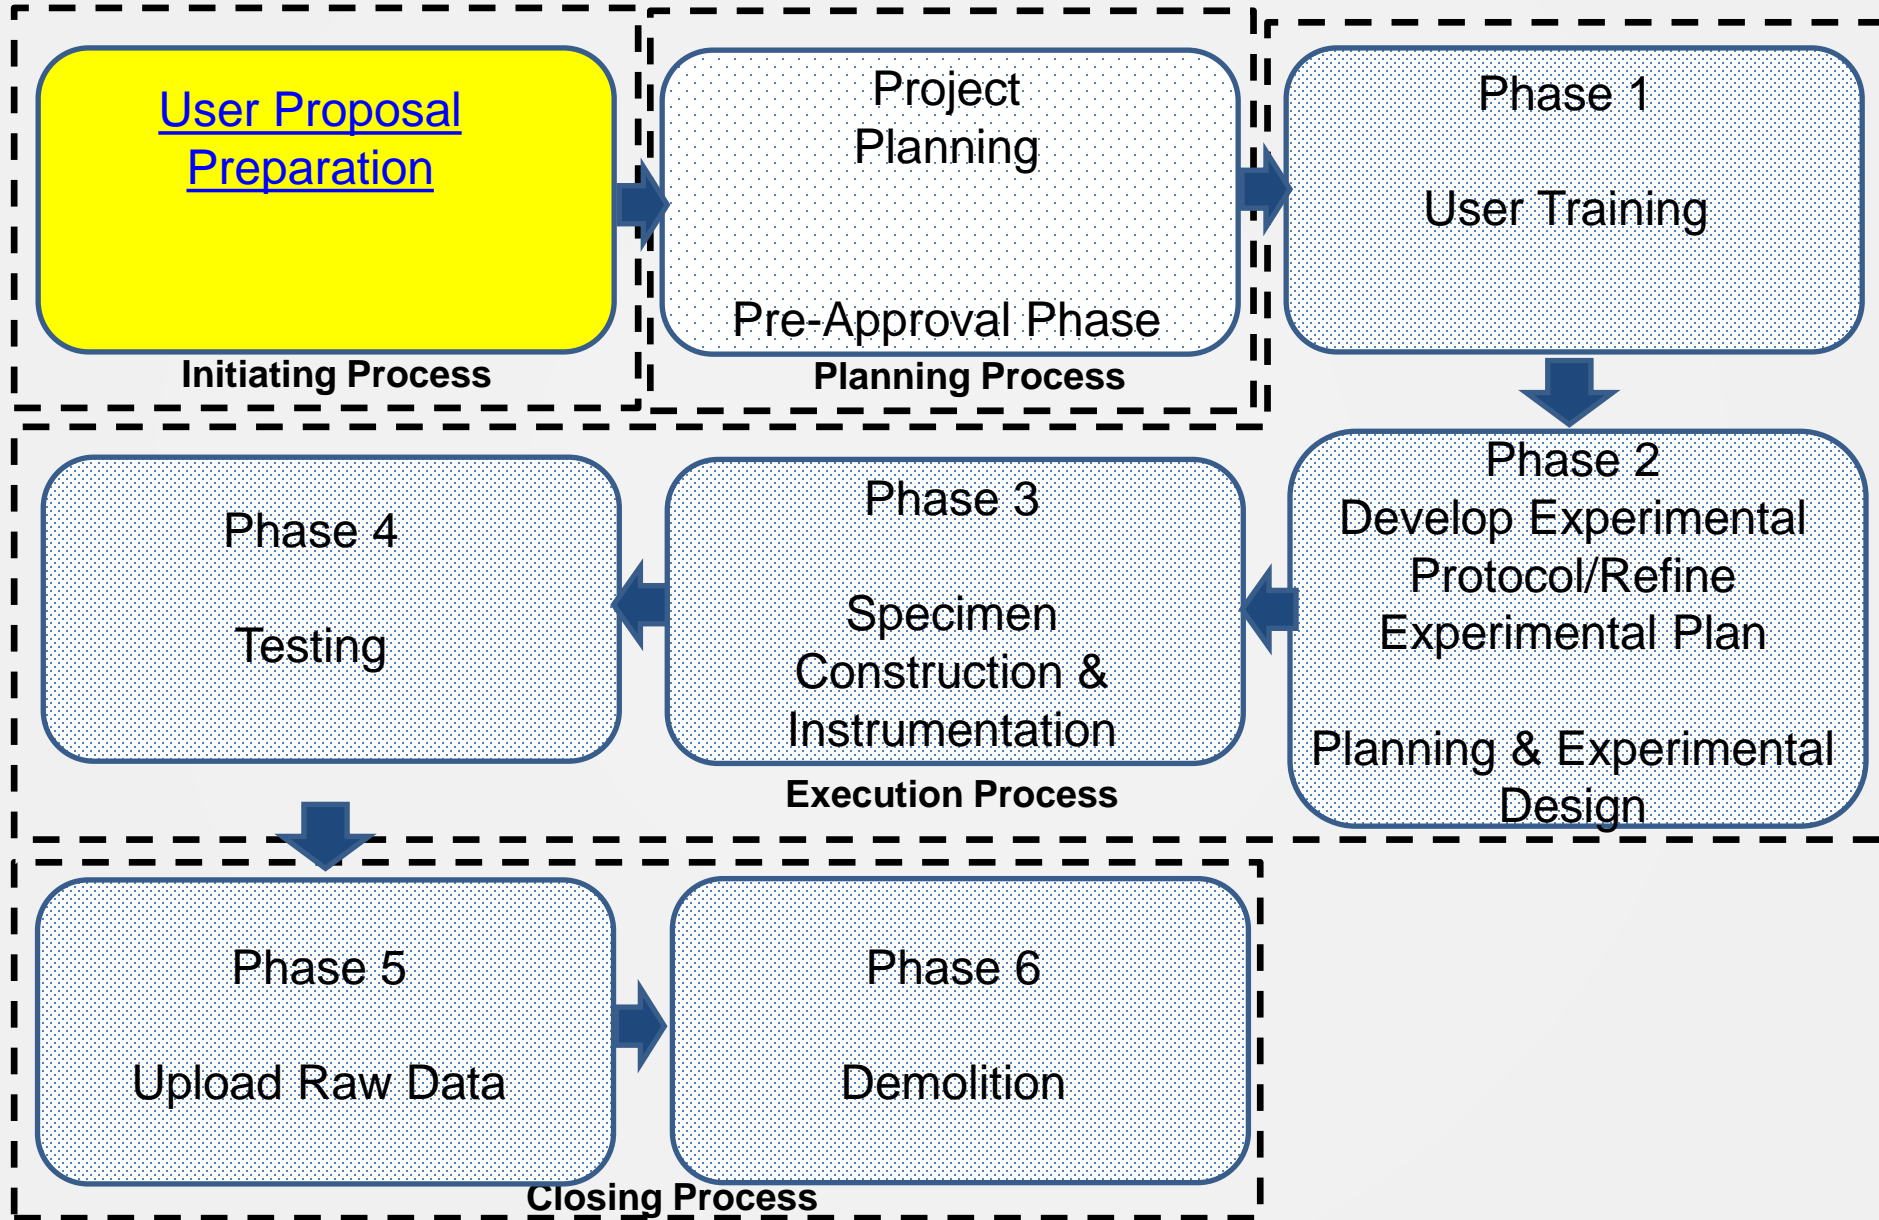 User Proposal
Preparation
Initiating Process
Project
Planning
Pre-Approval Phase
Planning Process
Phase 1
User Training
Phase 2
Develop Experimental
Protocol/Refine
Experimental Plan
Planning & Experimental
Design
Phase 3
Specimen
Construction &
Instrumentation
Phase 4
Testing
Execution Process
Phase 5
Upload Raw Data
Phase 6
Demolition
Closing Process